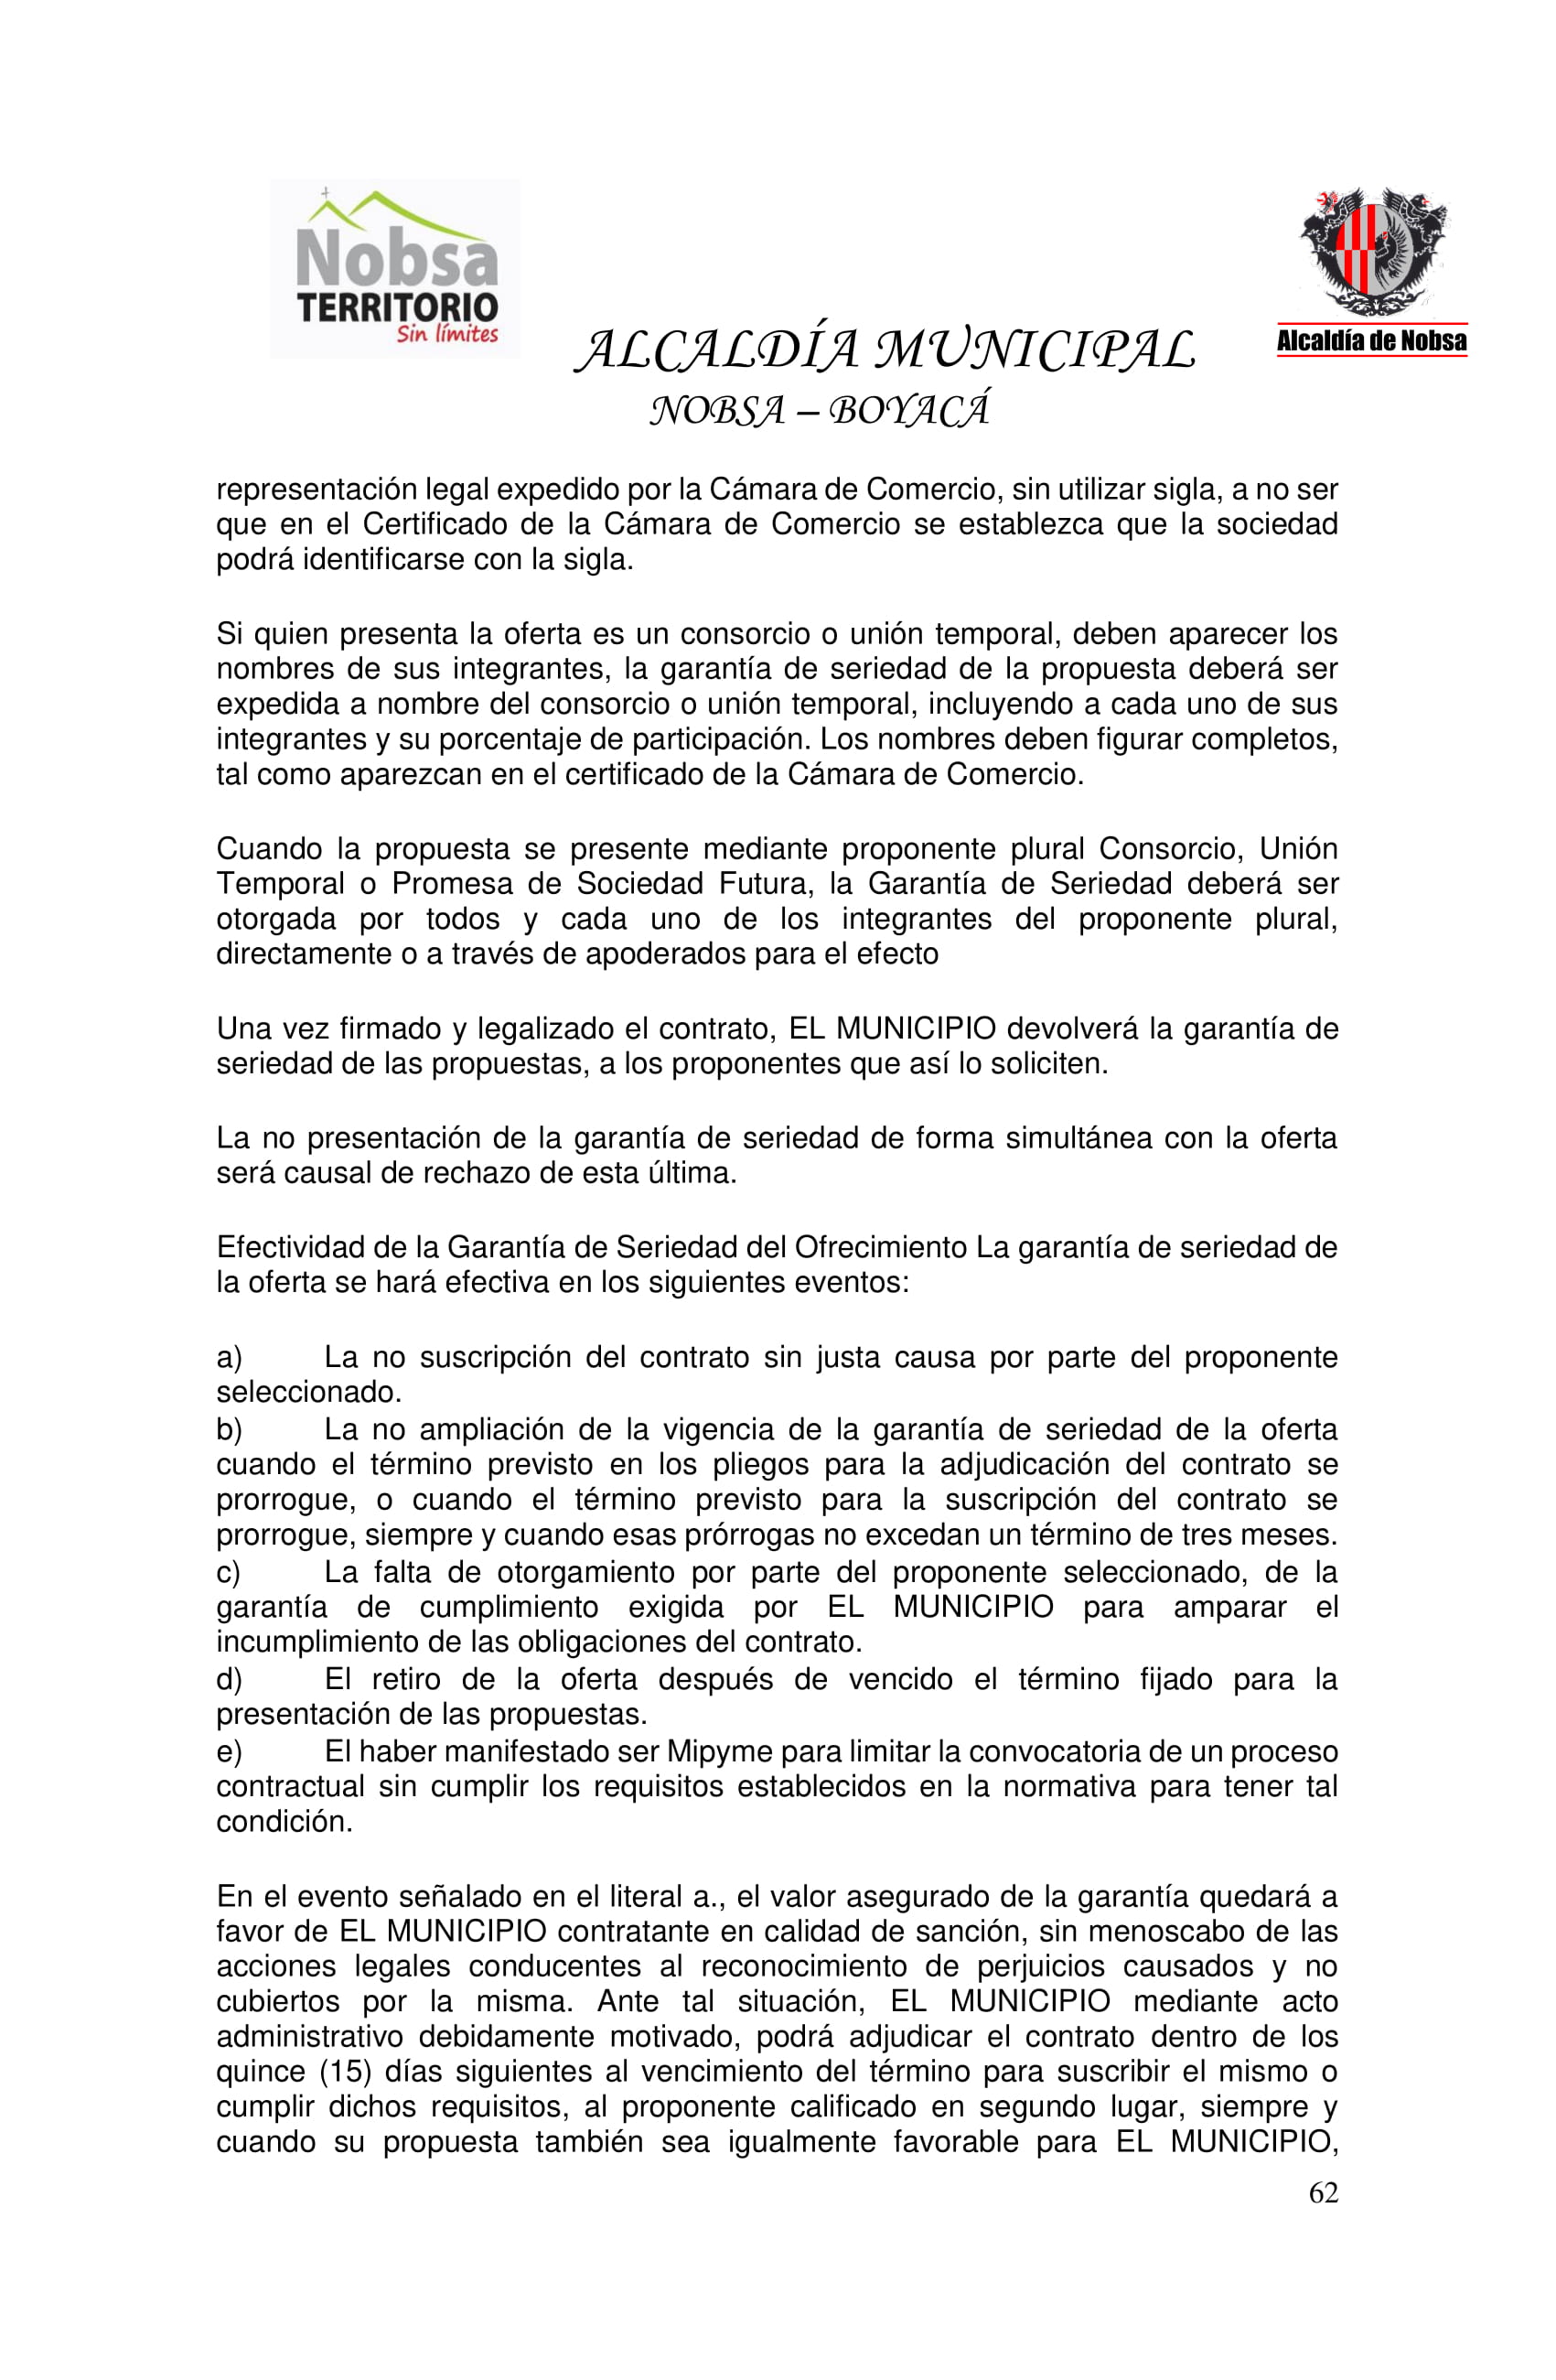 Nobsa
TERRITORIO
Sin límites
Alcaldía de Nobsa
ALCALDÍA MUNICIPAL
NOBSA – BOYACÁ
representación legal expedido por la Cámara de Comercio, sin utilizar sigla, a no ser
que en el Certificado de la Cámara de Comercio se establezca que la sociedad
podrá identificarse con la sigla.
Si quien presenta la oferta es un consorcio o unión temporal, deben aparecer los
nombres de sus integrantes, la garantía de seriedad de la propuesta deberá ser
expedida a nombre del consorcio o unión temporal, incluyendo a cada uno de sus
integrantes y su porcentaje de participación. Los nombres deben figurar completos,
tal como aparezcan en el certificado de la Cámara de Comercio.
Cuando la propuesta se presente mediante proponente plural Consorcio, Unión
Temporal o Promesa de Sociedad Futura, la Garantía de Seriedad deberá ser
otorgada por todos y cada uno de los integrantes del proponente plural,
directamente o a través de apoderados para el efecto
Una vez firmado y legalizado el contrato, EL MUNICIPIO devolverá la garantía de
seriedad de las propuestas, a los proponentes que así lo soliciten.
La no presentación de la garantía de seriedad de forma simultánea con la oferta
será causal de rechazo de esta última.
Efectividad de la Garantía de Seriedad del Ofrecimiento La garantía de seriedad de
la oferta se hará efectiva en los siguientes eventos:
a) La no suscripción del contrato sin justa causa por parte del proponente
seleccionado.
b) La no ampliación de la vigencia de la garantía de seriedad de la oferta
cuando el término previsto en los pliegos para la adjudicación del contrato se
prorrogue, o cuando el término previsto para la suscripción del contrato se
prorrogue, siempre y cuando esas prórrogas no excedan un término de tres meses.
c) La falta de otorgamiento por parte del proponente seleccionado, de la
garantía de cumplimiento exigida por EL MUNICIPIO para amparar el
incumplimiento de las obligaciones del contrato.
d) El retiro de la oferta después de vencido el término fijado para la
presentación de las propuestas.
e) El haber manifestado ser Mipyme para limitar la convocatoria de un proceso
contractual sin cumplir los requisitos establecidos en la normativa para tener tal
condición.
En el evento señalado en el literal a., el valor asegurado de la garantía quedará a
favor de EL MUNICIPIO contratante en calidad de sanción, sin menoscabo de las
acciones legales conducentes al reconocimiento de perjuicios causados y no
cubiertos por la misma. Ante tal situación, EL MUNICIPIO mediante acto
administrativo debidamente motivado, podrá adjudicar el contrato dentro de los
quince (15) días siguientes al vencimiento del término para suscribir el mismo o
cumplir dichos requisitos, al proponente calificado en segundo lugar, siempre y
cuando su propuesta también sea igualmente favorable para EL MUNICIPIO,
62